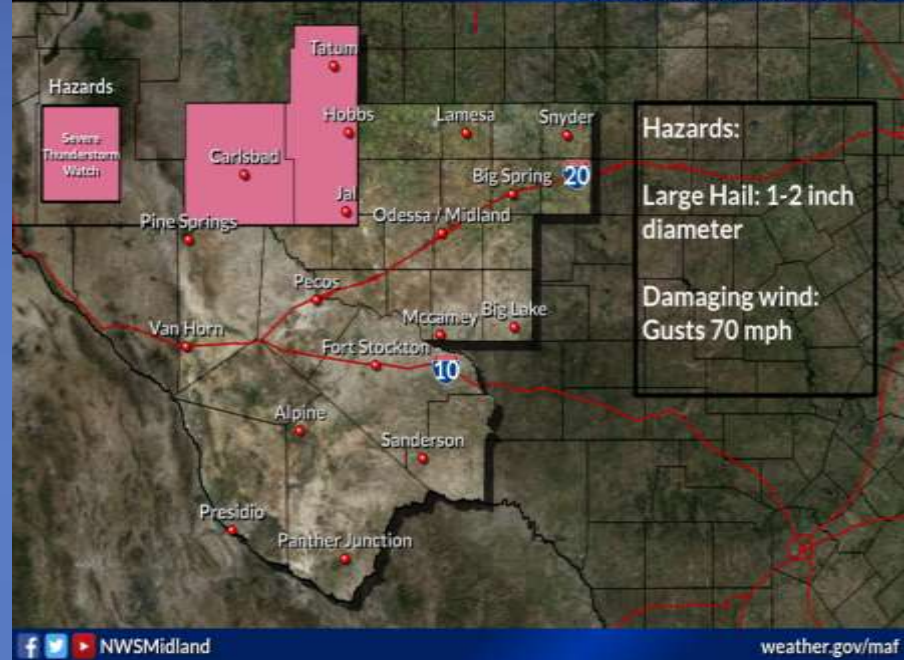 Tatum
Hazards
Severe
Thunderstorm
Watch
Hobbs
Lamesa
Snyder
Carlsbad
Big Spring
20
Jal
Odessa / Midland
Pine Springs
Pecos
Mccamey
Big Lake
Van Horn
Fort Stockton
10
Alpine
Sanderson
Presidio
Panther Junction
Hazards:
Large Hail: 1-2 inch
diameter
Damaging wind:
Gusts 70 mph
NWSMidland
weather.gov/maf